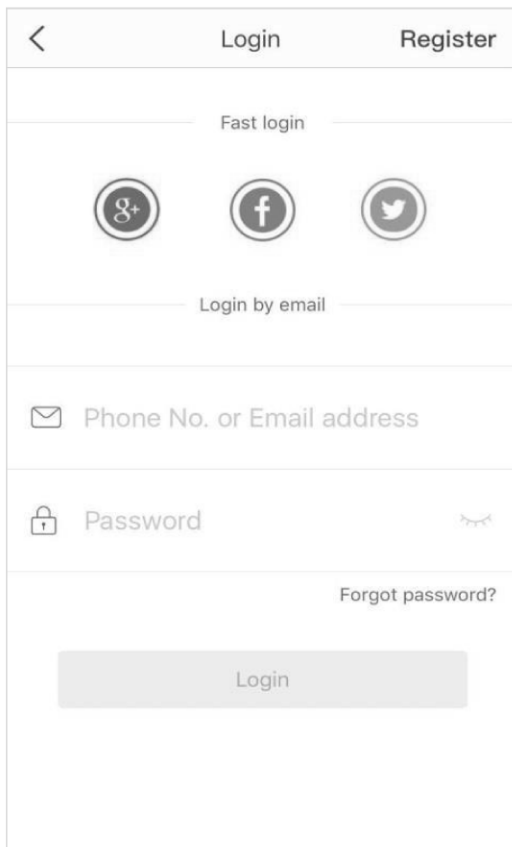 Login Register
Fast login
g+ f
Login by email
Phone No. or Email address
Password
Forgot password?
Login